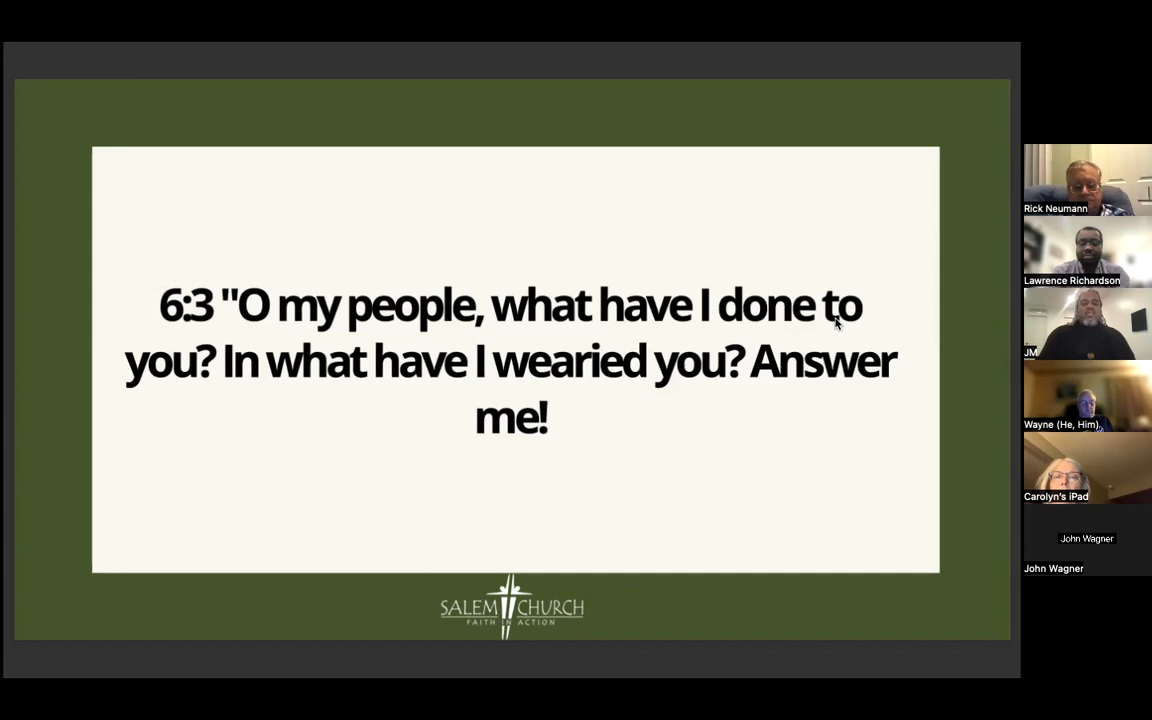 6:3 "O my people, what have I done to
you? In what have I wearied you? Answer
me!
SALEM CHURCH
FAITH IN ACTION
Rick Neumann
Lawrence Richardson
JM
Wayne (He, Him)
Carolyn's iPad
John Wagner
John Wagner